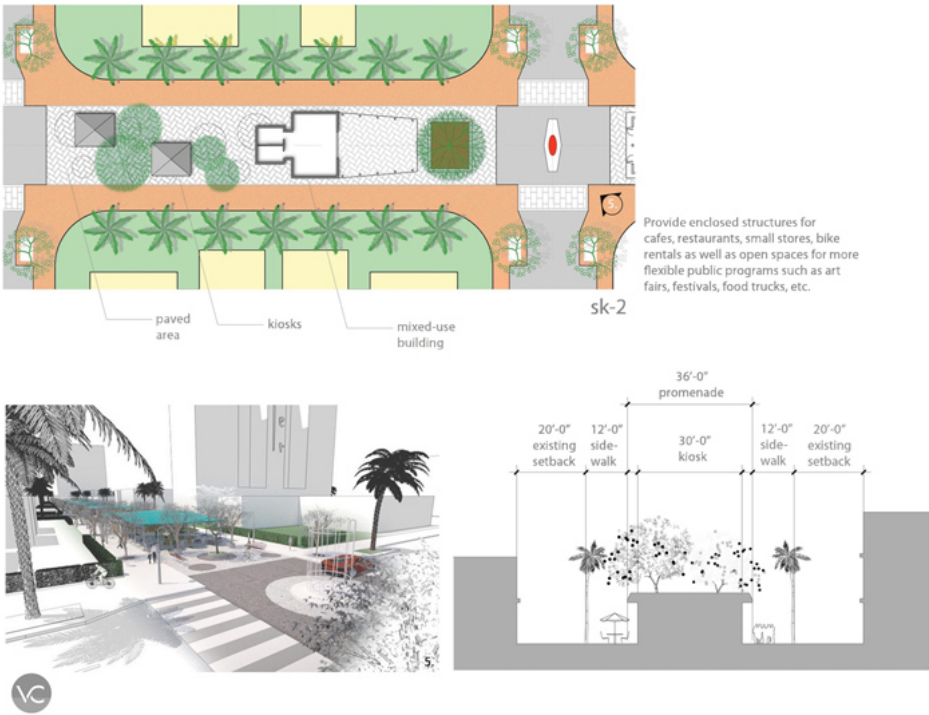 S.
Provide enclosed structures for
cafes, restaurants, small stores, bike
rentals as well as open spaces for more
flexible public programs such as art
fairs, festivals, food trucks, etc.
sk-2
paved
area
kiosks
mixed-use
building
36'-0"
promenade
20'-0"
existing
setback
12'-0"
side-
walk
30'-0"
kiosk
12'-0"
side-
walk
20'-0"
existing
setback
5.
VC